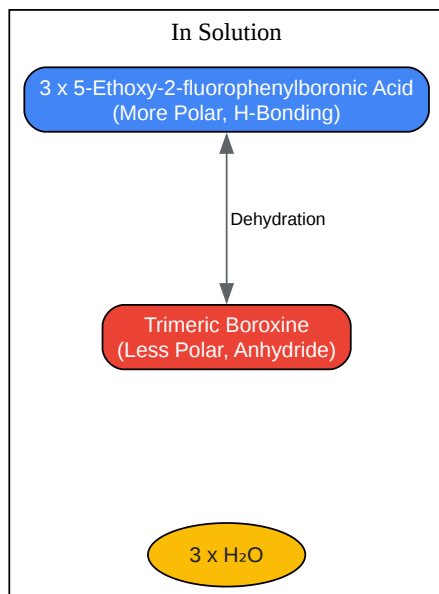 In Solution
3 x 5-Ethoxy-2-fluorophenylboronic Acid
(More Polar, H-Bonding)
Dehydration
Trimeric Boroxine
(Less Polar, Anhydride)
3 x H₂O